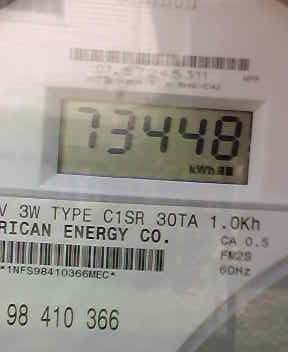 73448
kWh
V 3W TYPE C1SR 30TA 1.0Kh
RICAN ENERGY CO.
CA 0.5
FM2S
60Hz
*1NFS98410366MEC*
98 410 366